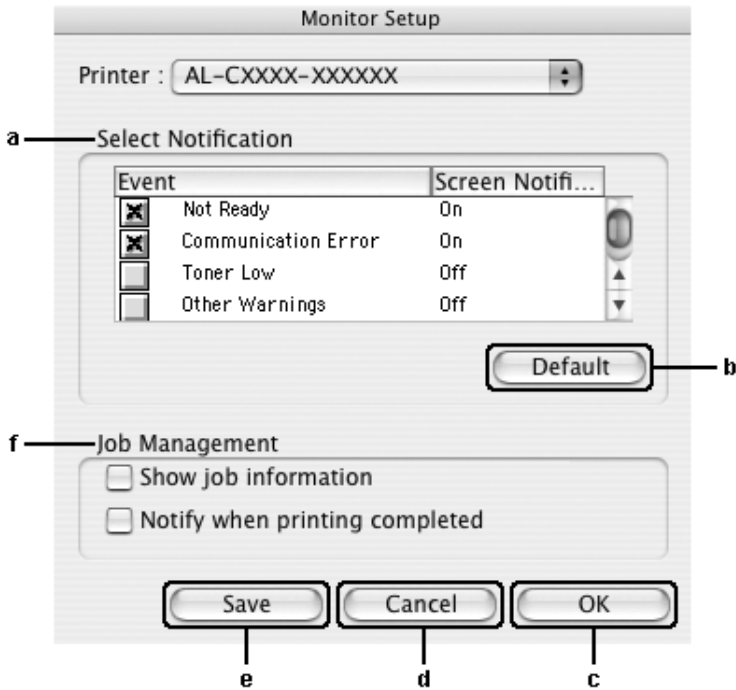 Monitor Setup
Printer : AL-CXXXX-XXXXXX
a Select Notification
Event Screen Notifi...
Not Ready On
Communication Error On
Toner Low Off
Other Warnings Off
Default b
f Job Management
Show job information
Notify when printing completed
Save Cancel OK
e d c